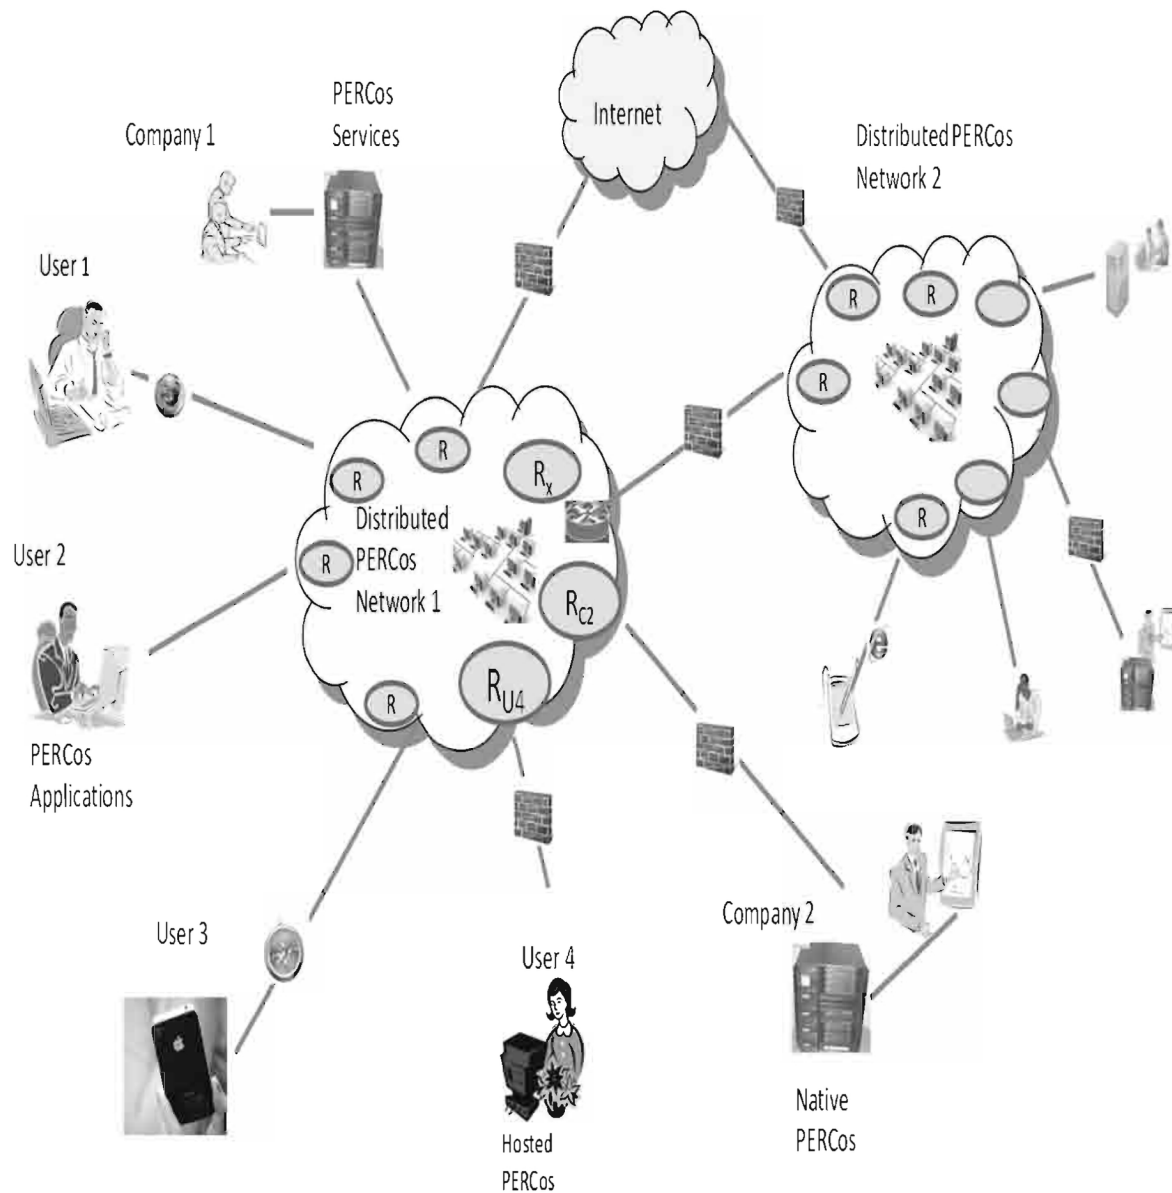 PERCos
Services
Company 1
Internet
Distributed PERCos
Network 2
User 1
R
R
R
R
R
R
Rx
Distributed
PERCos
Network 1
R
RC2
RU4
R
User 2
PERCos
Applications
e
User 3
User 4
Hosted
PERCos
Company 2
Native
PERCos